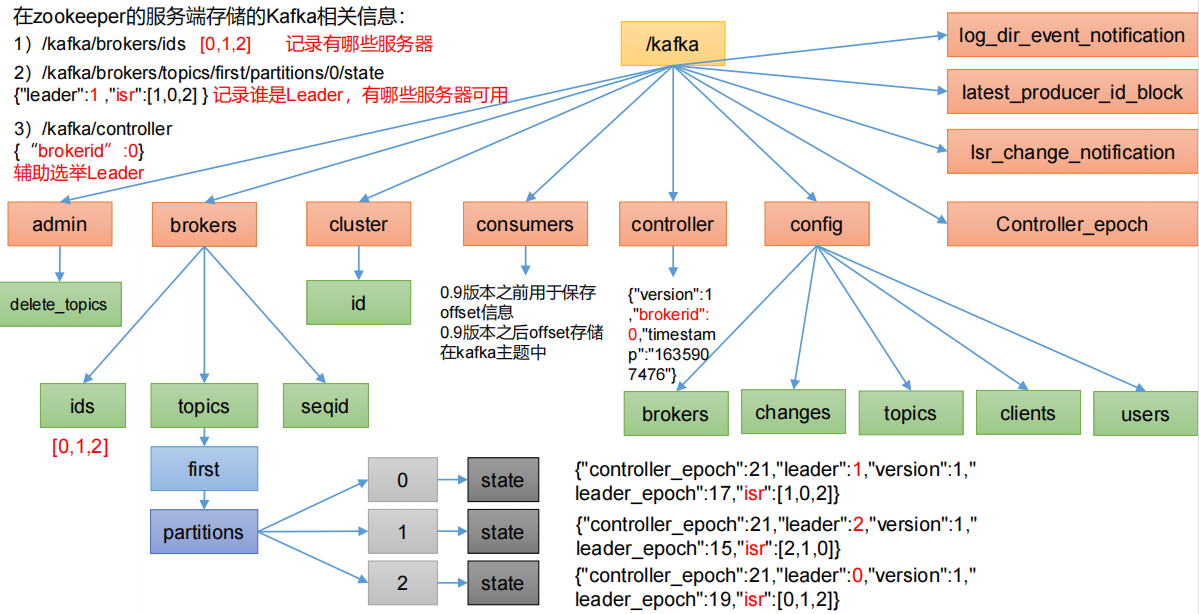 在zookeeper的服务端存储的Kafka相关信息：
1）/kafka/brokers/ids [0,1,2] 记录有哪些服务器
2）/kafka/brokers/topics/first/partitions/0/state
{"leader":1 ,"isr":[1,0,2] } 记录谁是Leader，有哪些服务器可用
3）/kafka/controller
{ “brokerid”:0}
辅助选举Leader
/kafka
log_dir_event_notification
latest_producer_id_block
Isr_change_notification
Controller_epoch
admin
brokers
cluster
consumers
controller
config
delete_topics
id
0.9版本之前用于保存
offset信息
0.9版本之后offset存储
在kafka主题中
{"version":1
,"brokerid":
0,"timestam
p":"163590
7476"}
ids
topics
seqid
brokers
changes
topics
clients
users
[0,1,2]
first
partitions
0
state
1
state
2
state
{"controller_epoch":21,"leader":1,"version":1,"
leader_epoch":17,"isr":[1,0,2]}
{"controller_epoch":21,"leader":2,"version":1,"
leader_epoch":15,"isr":[2,1,0]}
{"controller_epoch":21,"leader":0,"version":1,"
leader_epoch":19,"isr":[0,1,2]}